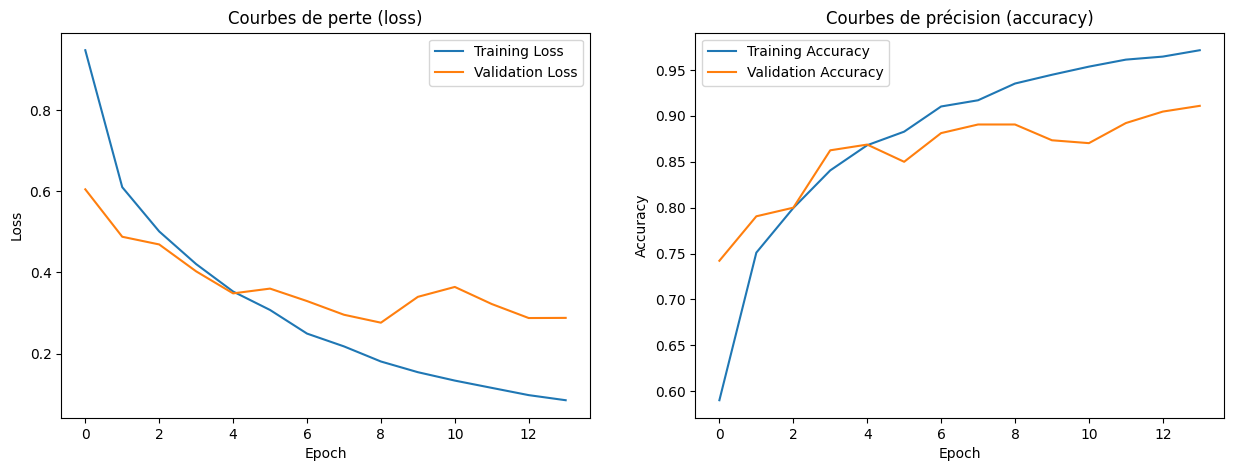 Courbes de perte (loss)
Training Loss
Validation Loss
0.8
0.6
0.4
0.2
Loss
0 2 4 6 8 10 12
Epoch
Courbes de précision (accuracy)
Training Accuracy
Validation Accuracy
0.95
0.90
0.85
0.80
0.75
0.70
0.65
0.60
Accuracy
0 2 4 6 8 10 12
Epoch